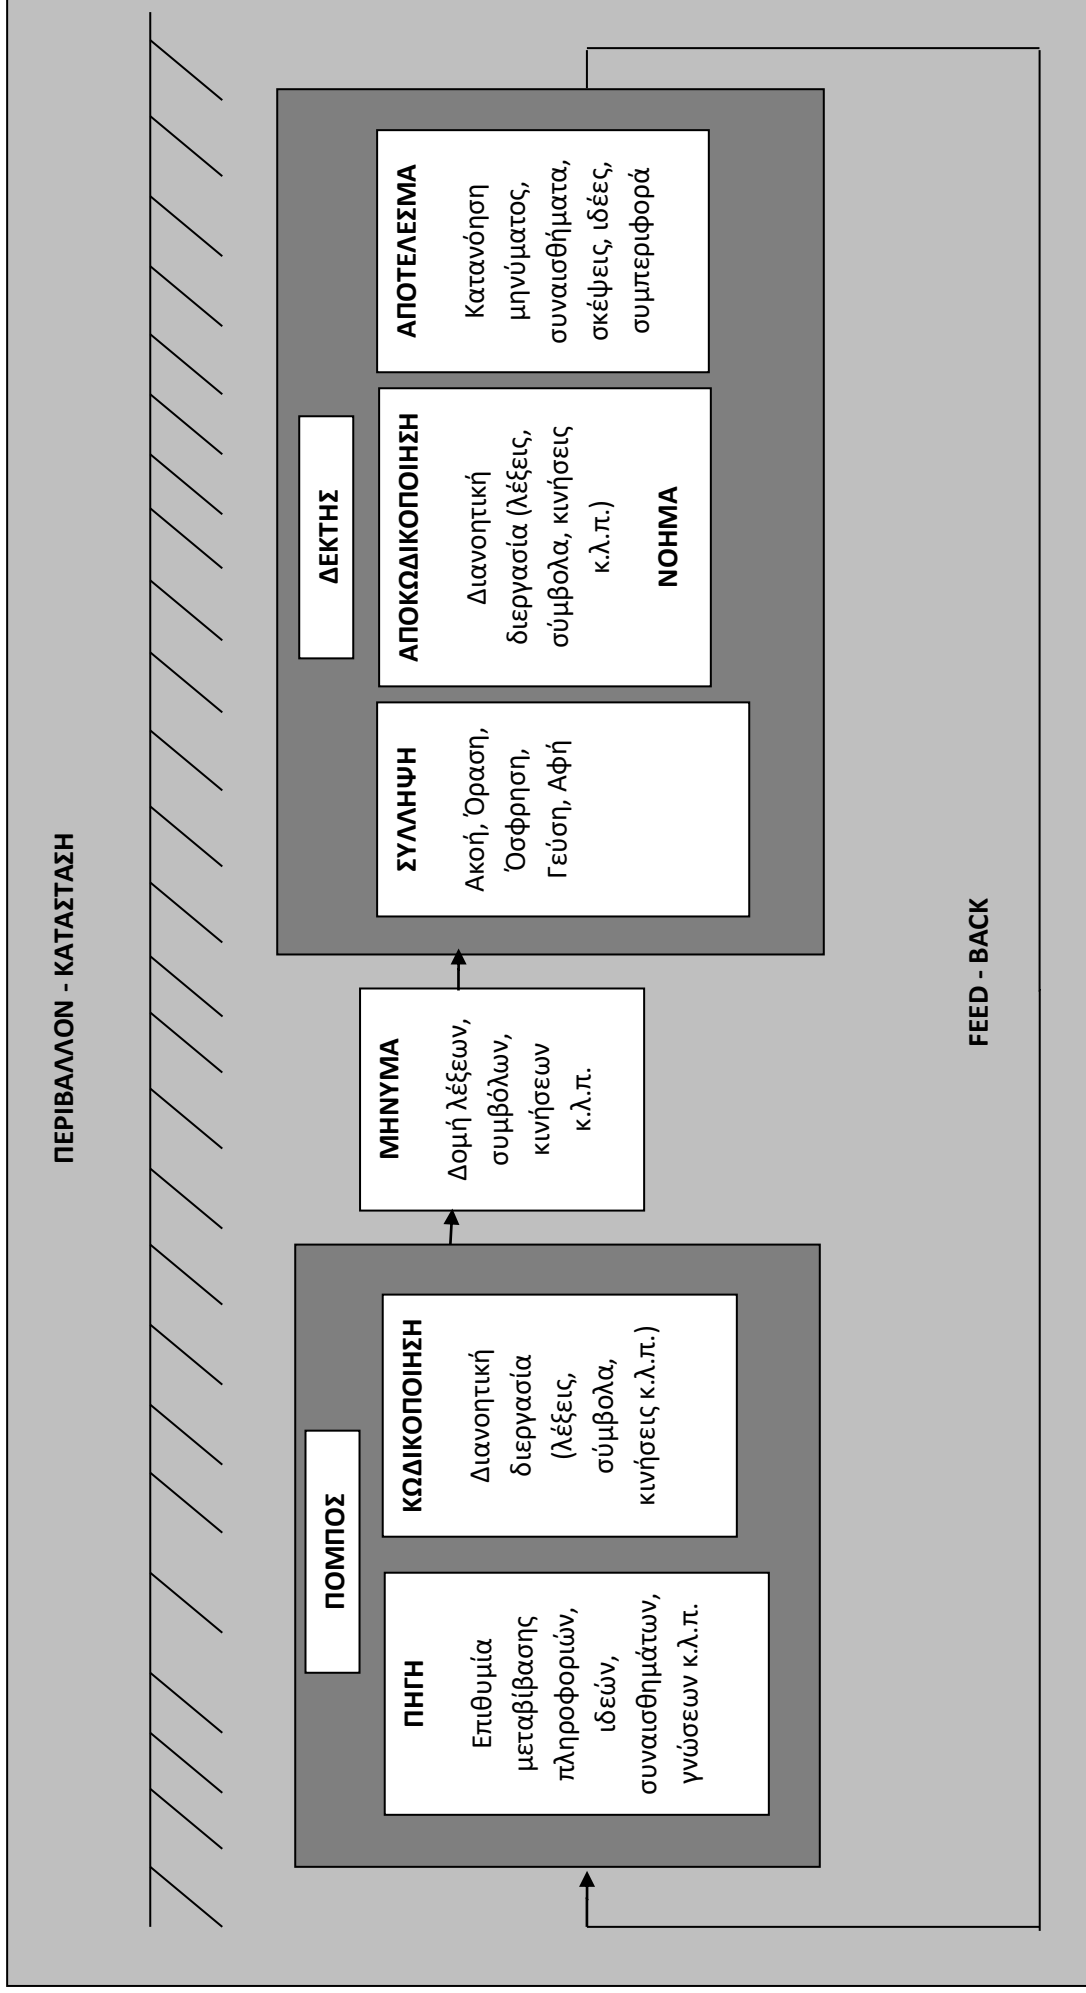 ΠΕΡΙΒΑΛΛΟΝ - ΚΑΤΑΣΤΑΣΗ
ΠΟΜΠΟΣ
ΠΗΓΗ
Επιθυμία
μεταβίβασης
πληροφοριών,
ιδεών,
συναισθημάτων,
γνώσεων κ.λ.π.
ΚΩΔΙΚΟΠΟΙΗΣΗ
Διανοητική
διεργασία
(λέξεις,
σύμβολα,
κινήσεις κ.λ.π.)
ΜΗΝΥΜΑ
Δομή λέξεων,
συμβόλων,
κινήσεων
κ.λ.π.
ΔΕΚΤΗΣ
ΣΥΛΛΗΨΗ
Ακοή, Όραση,
Όσφρηση,
Γεύση, Αφή
ΑΠΟΚΩΔΙΚΟΠΟΙΗΣΗ
Διανοητική
διεργασία (λέξεις,
σύμβολα, κινήσεις
κ.λ.π.)
ΝΟΗΜΑ
ΑΠΟΤΕΛΕΣΜΑ
Κατανόηση
μηνύματος,
συναισθήματα,
σκέψεις, ιδέες,
συμπεριφορά
FEED - BACK